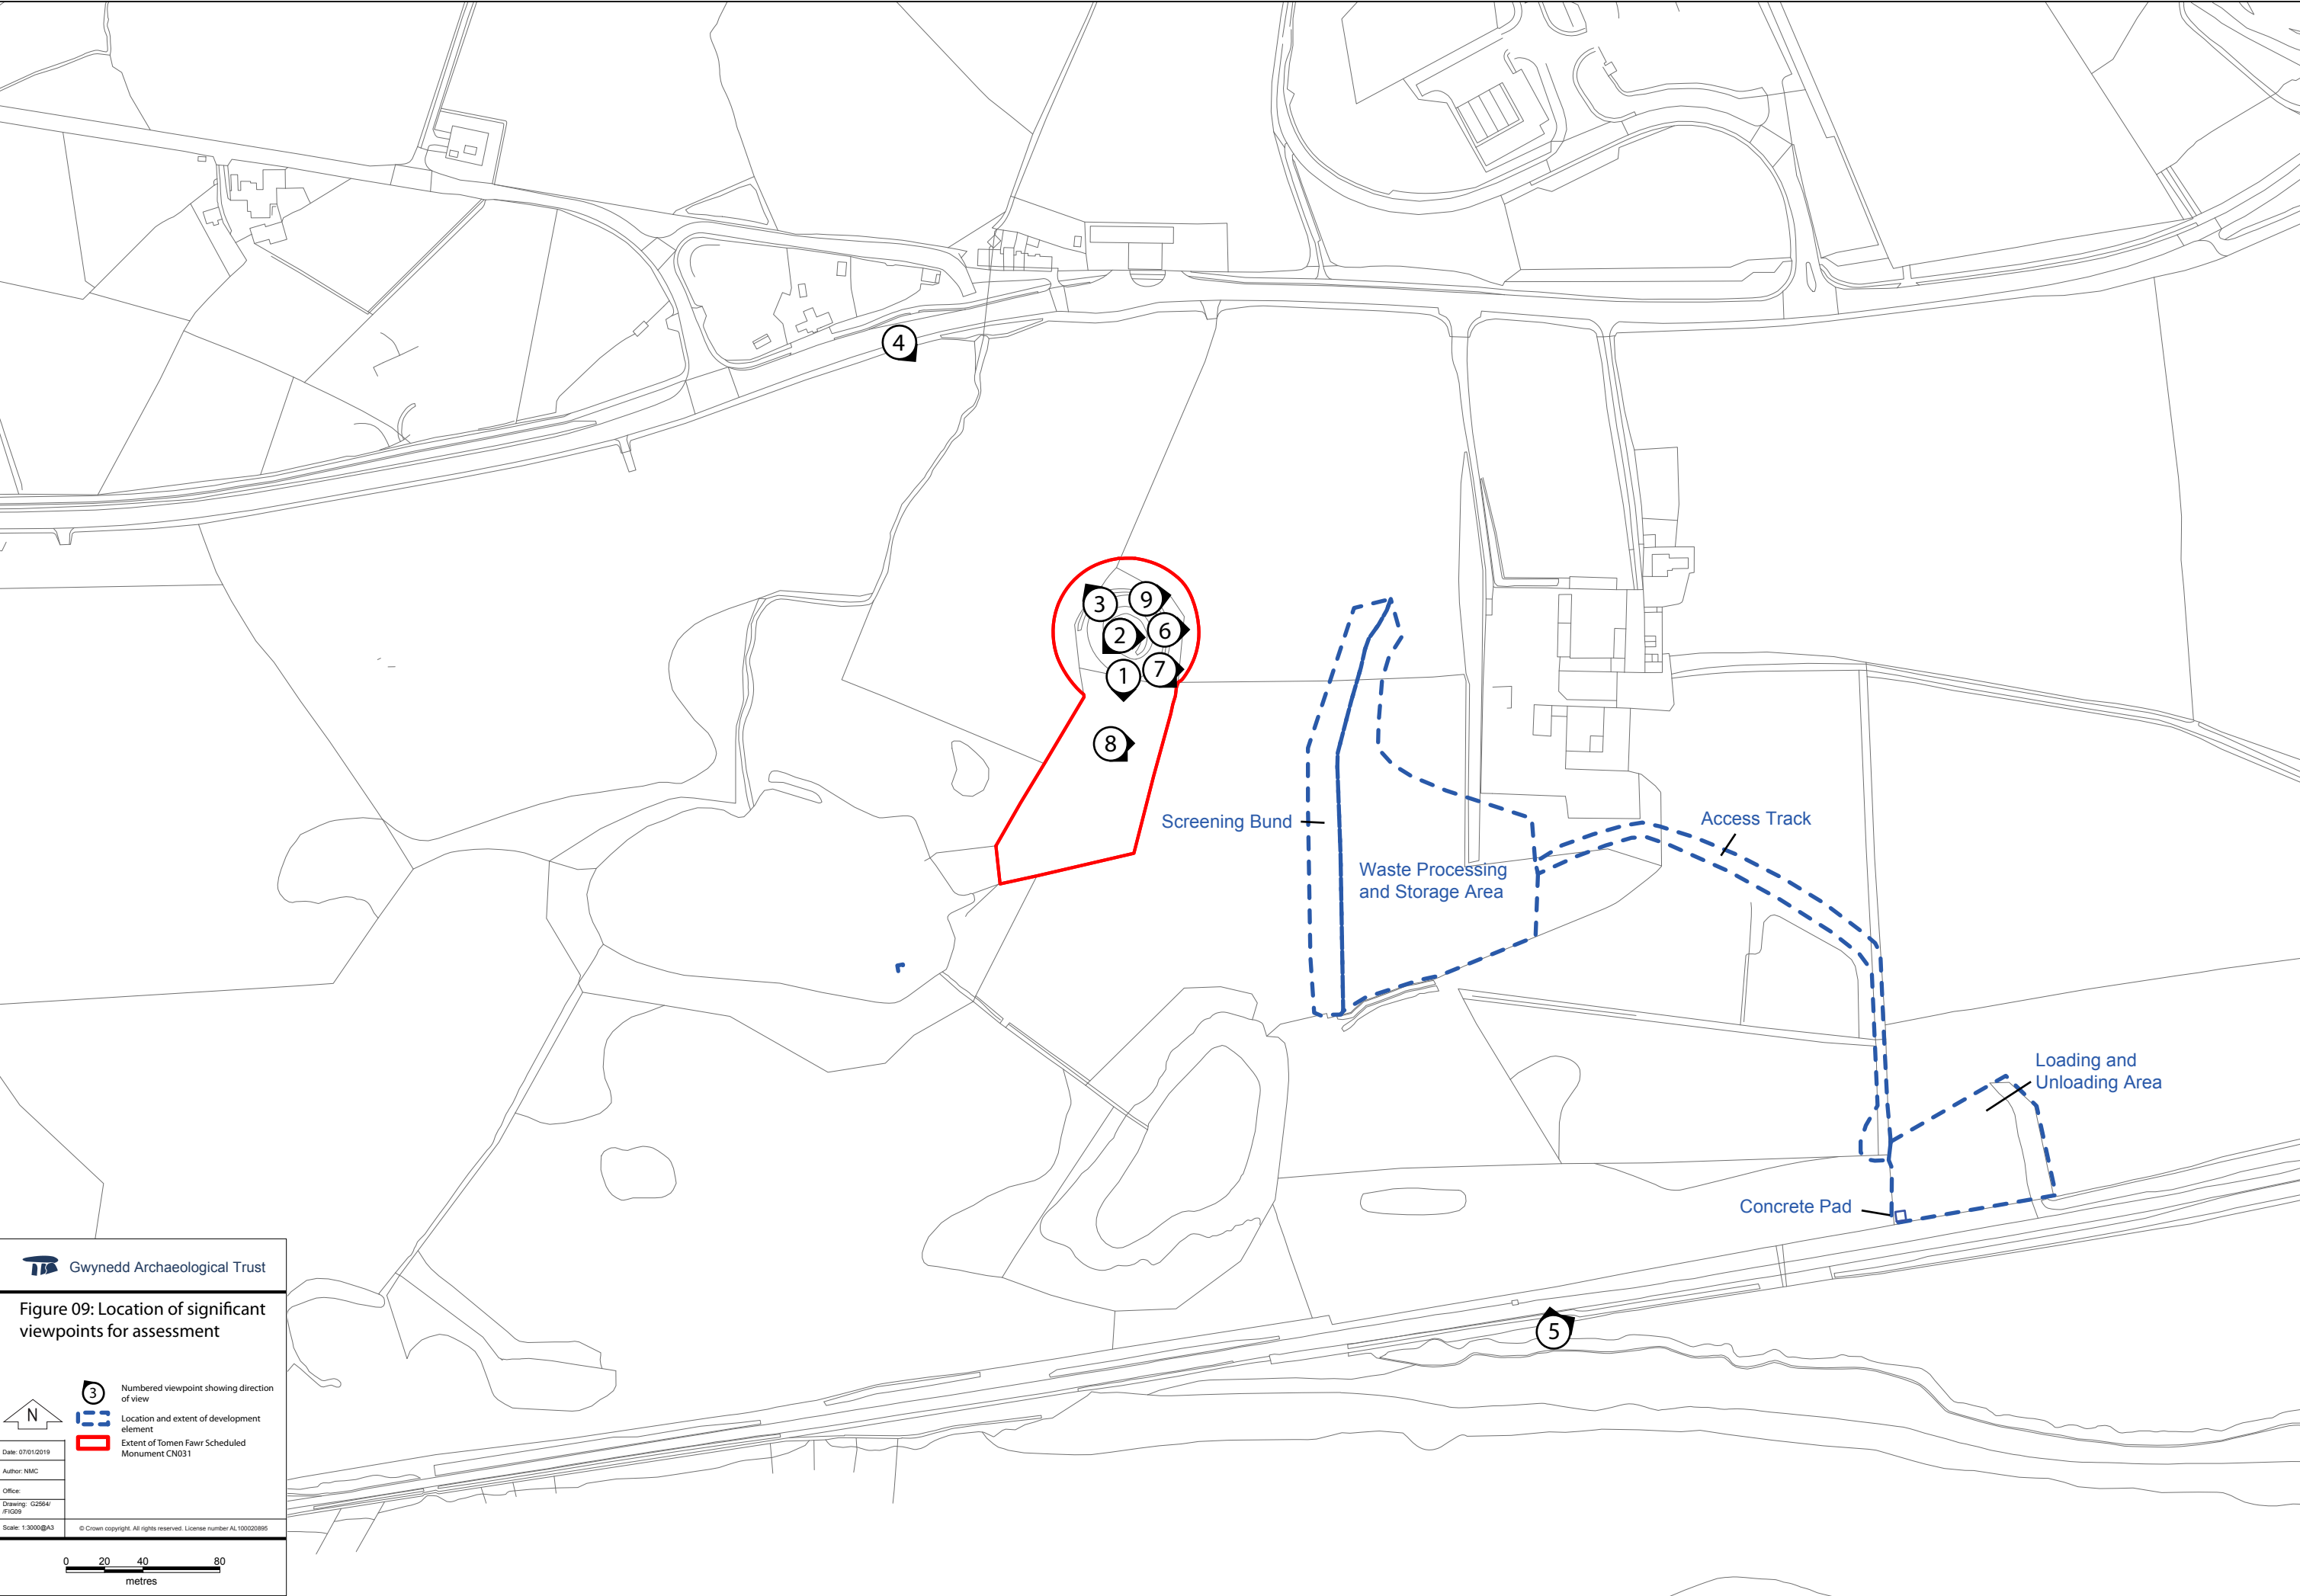 4
3
9
2
6
1
7
8
Screening Bund
Access Track
Waste Processing
and Storage Area
Loading and
Unloading Area
Concrete Pad
5
Gwynedd Archaeological Trust
Figure 09: Location of significant
viewpoints for assessment
3
Numbered viewpoint showing direction
of view
N
Location and extent of development
element
Extent of Tomen Fawr Scheduled
Monument CN031
Date: 07/01/2019
Author: NMC
Office:
Drawing: G2564/
/FIG09
Scale: 1:3000@A3
© Crown copyright. All rights reserved. License number AL100020895
0 20 40 80
metres